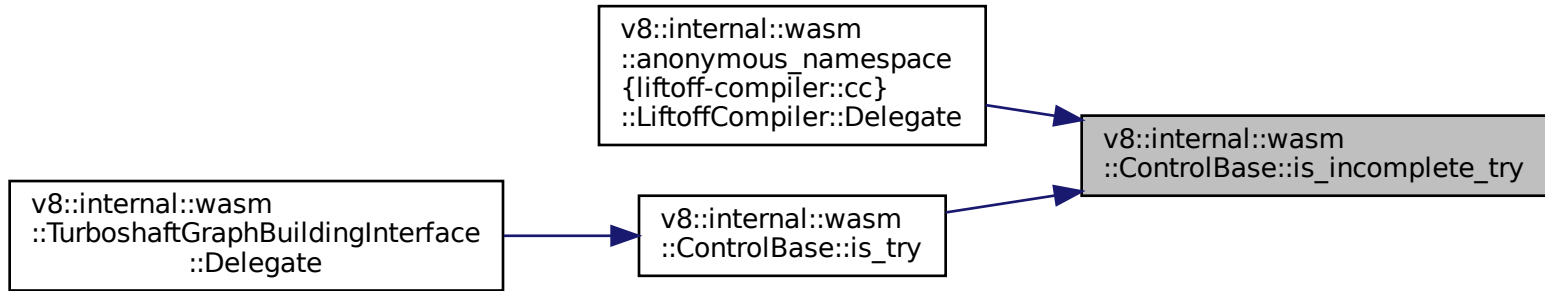 v8::internal::wasm
::anonymous_namespace
{liftoff-compiler::cc}
::LiftoffCompiler::Delegate
v8::internal::wasm
::ControlBase::is_incomplete_try
v8::internal::wasm
::TurboshaftGraphBuildingInterface
::Delegate
v8::internal::wasm
::ControlBase::is_try